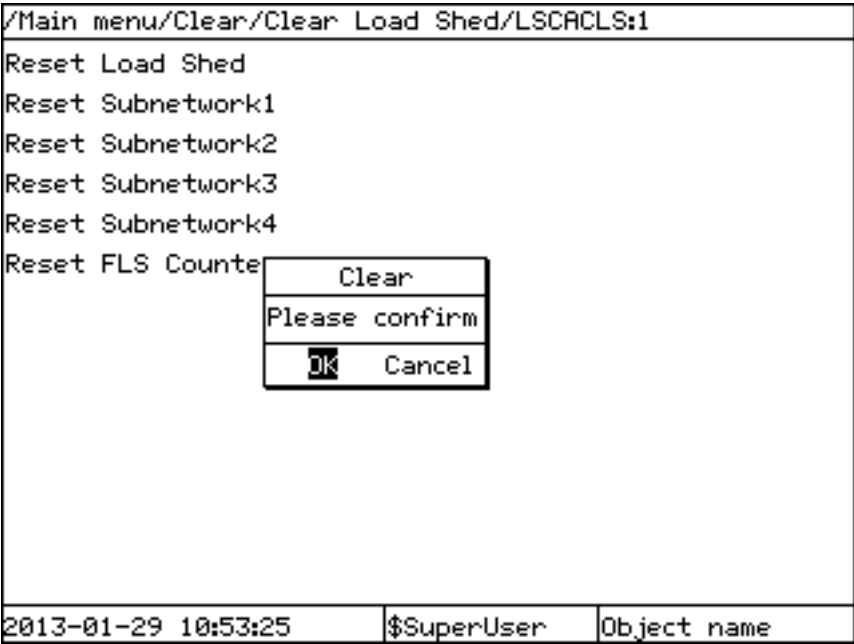 /Main menu/Clear/Clear Load Shed/LSCACLS:1
Reset Load Shed
Reset Subnetwork1
Reset Subnetwork2
Reset Subnetwork3
Reset Subnetwork4
Reset FLS Counte
Clear
Please confirm
OK Cancel
2013-01-29 10:53:25 $SuperUser Object name